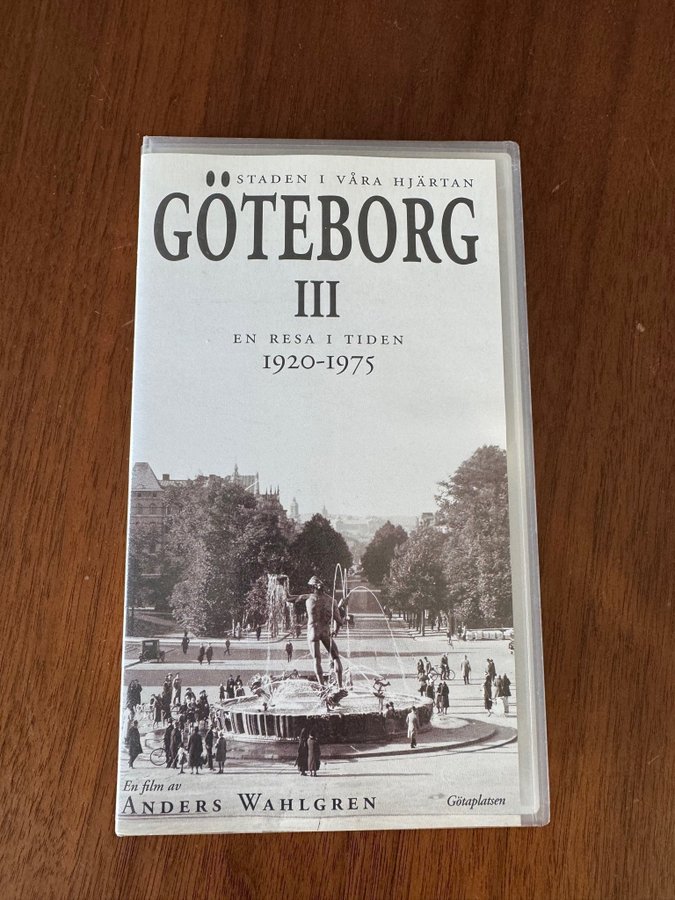 STADEN I VÅRA HJÄRTAN
GÖTEBORG
III
EN RESA I TIDEN
1920-1975
En film av
ANDERS WAHLGREN
Götaplatsen